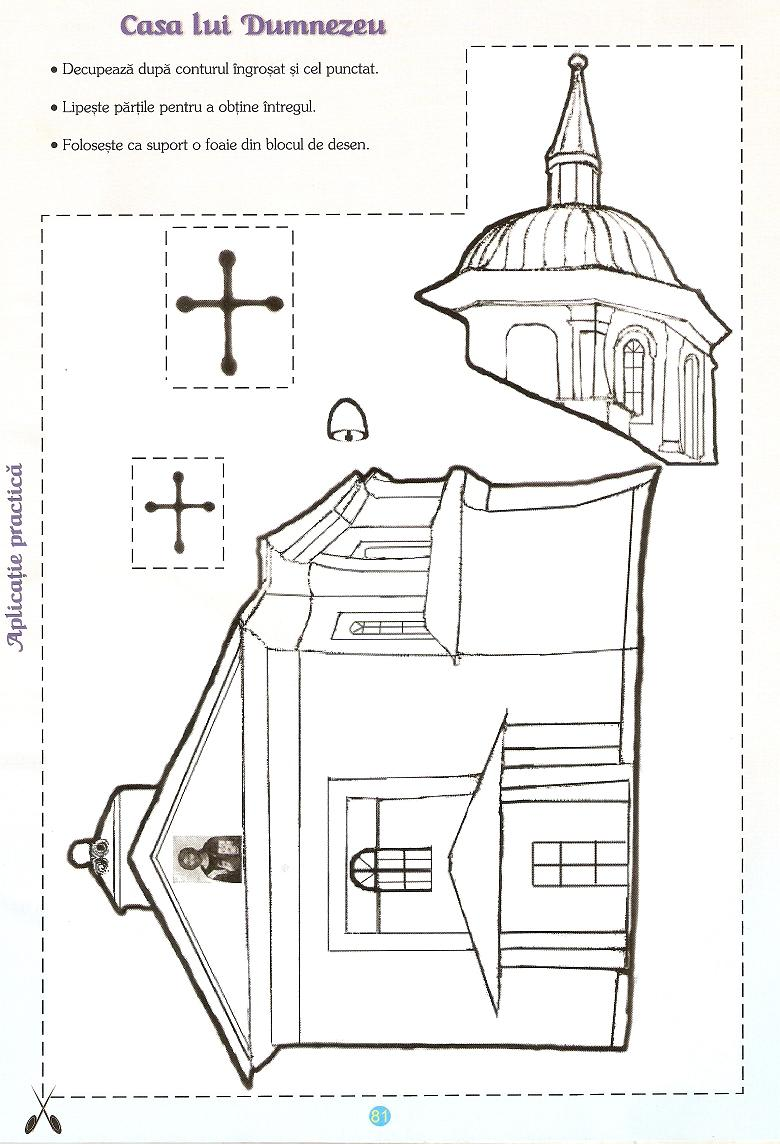 Casa lui Dumnezeu
• Decupează după conturul îngroșat și cel punctat.
• Lipește părțile pentru a obține întregul.
• Folosește ca suport o foaie din blocul de desen.
Aplicație practică
81